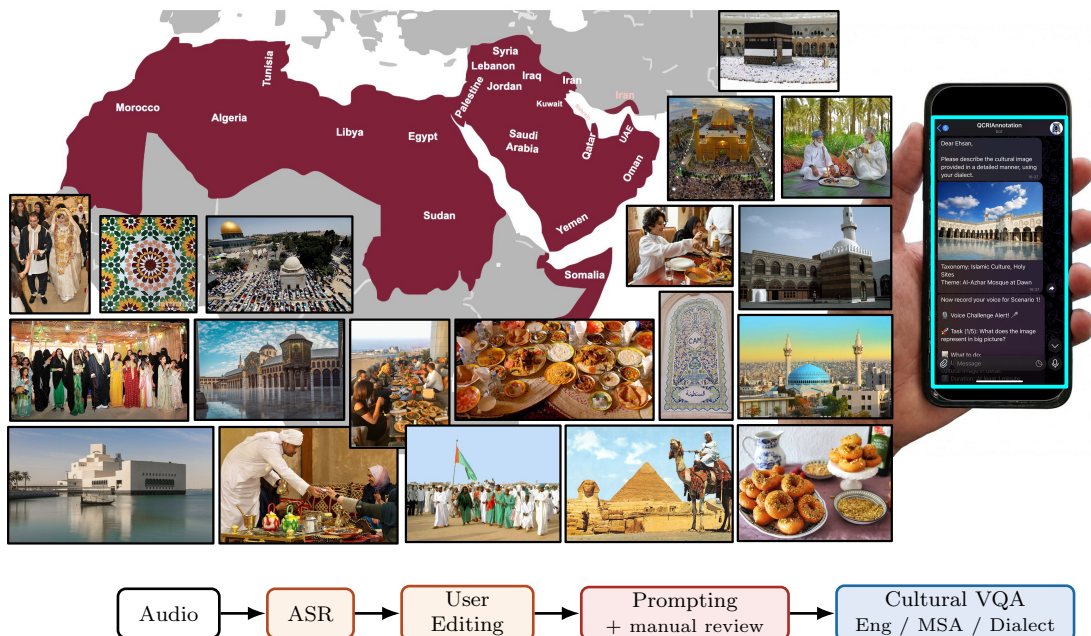 Syria
Lebanon
Iraq
Iran
Jordan
Palestine
Kuwait
Iran
Tunisia
Morocco
Algeria
Libya
Egypt
Saudi
Arabia
Qatar
UAE
Oman
Sudan
Yemen
Somalia
CAM
QCRIAnnotation
Bot
Dear Ehsan,
Please describe the cultural image
provided in a detailed manner, using
your dialect.
Taxonomy: Islamic Culture, Holy
Sites
Theme: Al-Azhar Mosque at Dawn
Now record your voice for Scenario 1!
🎙 Voice Challenge Alert! 🎤
🚀 Task (1/5): What does the image
represent in big picture?
What to do:
Message
Audio
ASR
User
Editing
Prompting
+ manual review
Cultural VQA
Eng / MSA / Dialect